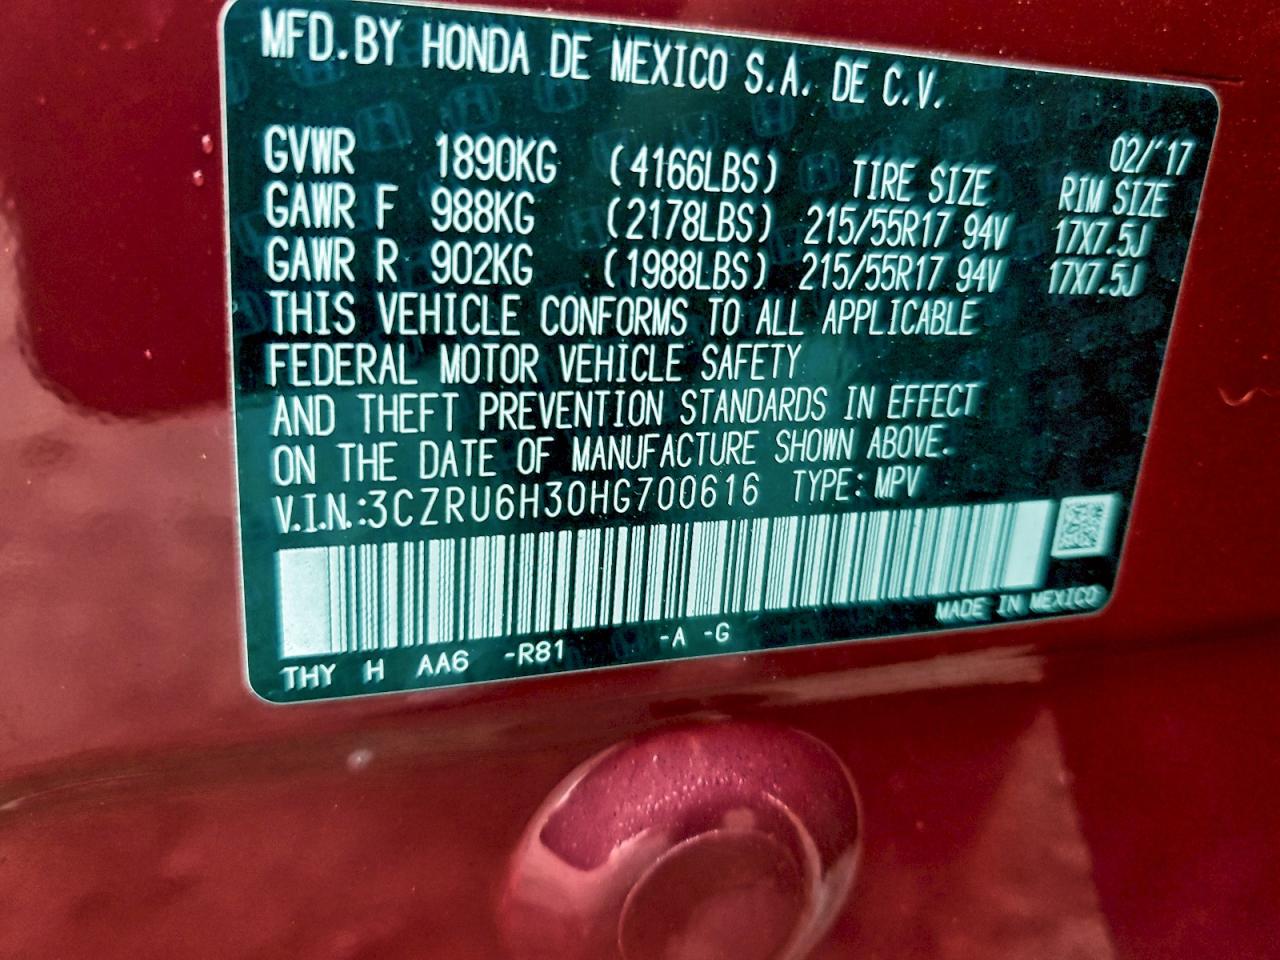 MFD.BY HONDA DE MEXICO S.A. DE C.V.
02/'17
GVWR 1890KG (4166LBS) TIRE SIZE RIM SIZE
GAWR F 988KG (2178LBS) 215/55R17 94V 17X7.5J
GAWR R 902KG (1988LBS) 215/55R17 94V 17X7.5J
THIS VEHICLE CONFORMS TO ALL APPLICABLE
FEDERAL MOTOR VEHICLE SAFETY
AND THEFT PREVENTION STANDARDS IN EFFECT
ON THE DATE OF MANUFACTURE SHOWN ABOVE.
V.I.N.:3CZRU6H30HG700616 TYPE: MPV
MADE IN MEXICO
THY H AA6 -R81 -A -G